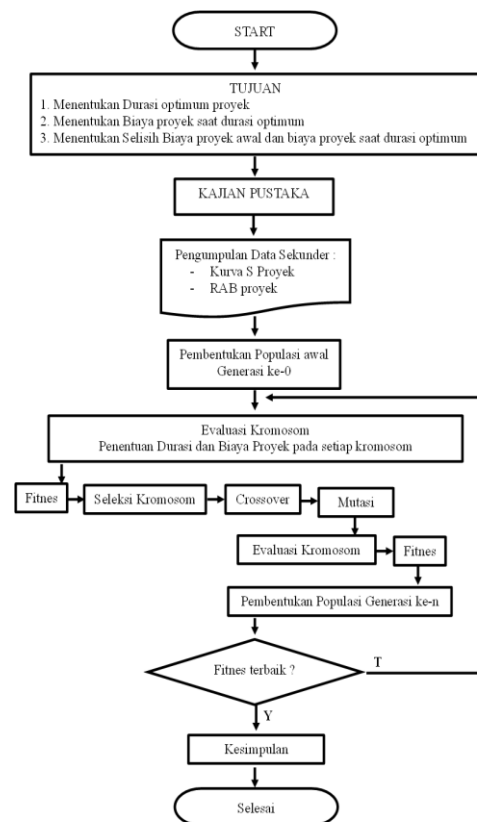 START
TUJUAN
1. Menentukan Durasi optimum proyek
2. Menentukan Biaya proyek saat durasi optimum
3. Menentukan Selisih Biaya proyek awal dan biaya proyek saat durasi optimum
KAJIAN PUSTAKA
Pengumpulan Data Sekunder :
- Kurva S Proyek
- RAB proyek
Pembentukan Populasi awal
Generasi ke-0
Evaluasi Kromosom
Penentuan Durasi dan Biaya Proyek pada setiap kromosom
Fitnes
Seleksi Kromosom
Crossover
Mutasi
Evaluasi Kromosom
Fitnes
Pembentukan Populasi Generasi ke-n
Fitnes terbaik ?
T
Y
Kesimpulan
Selesai